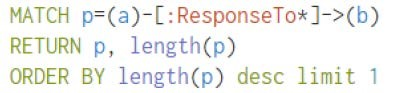 MATCH p=(a)-[:ResponseTo*]->(b)
RETURN p, length(p)
ORDER BY length(p) desc limit 1